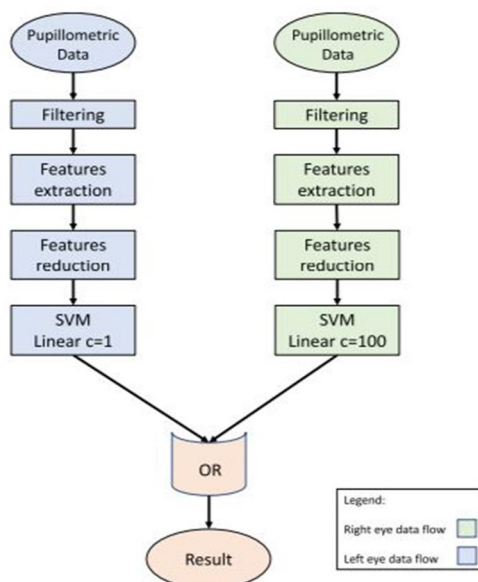 Pupillometric
Data
Filtering
Features
extraction
Features
reduction
SVM
Linear c=1
Pupillometric
Data
Filtering
Features
extraction
Features
reduction
SVM
Linear c=100
OR
Result
Legend:
Right eye data flow
Left eye data flow